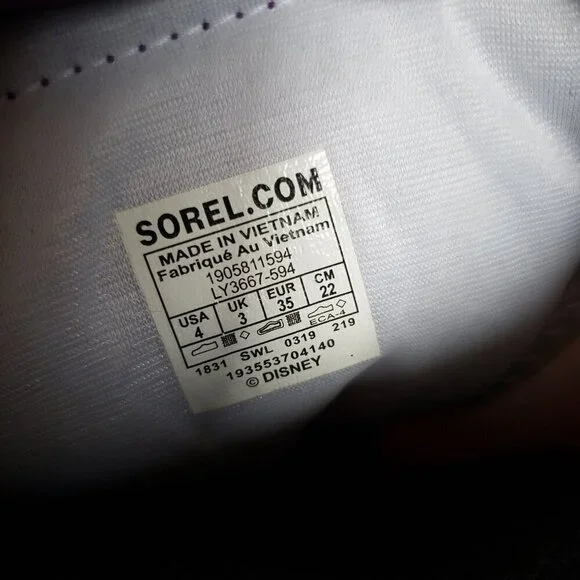 SOREL.COM
MADE IN VIETNAM
Fabriqué Au Vietnam
1905811594
LY3667-594
USA UK EUR CM
4 3 35 22
ECA-4
1831 SWL 0319 219
193553704140
© DISNEY